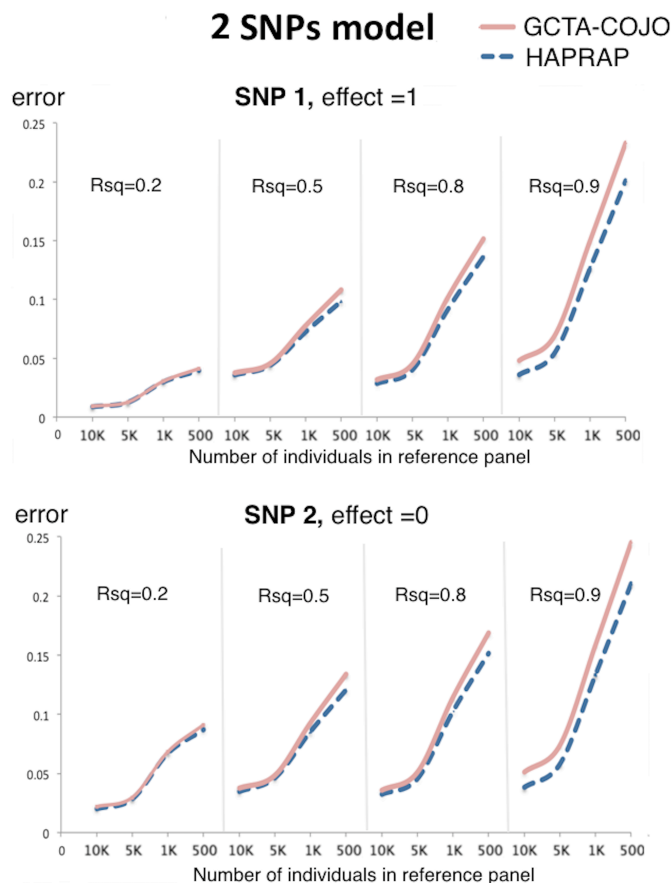 2 SNPs model
GCTA-COJO
HAPRAP
error
SNP 1, effect =1
0.25
0.2
0.15
0.1
0.05
0
Rsq=0.2
Rsq=0.5
Rsq=0.8
Rsq=0.9
0 10K 5K 1K 500 10K 5K 1K 500 10K 5K 1K 500 10K 5K 1K 500
Number of individuals in reference panel
error
SNP 2, effect =0
0.25
0.2
0.15
0.1
0.05
0
Rsq=0.2
Rsq=0.5
Rsq=0.8
Rsq=0.9
0 10K 5K 1K 500 10K 5K 1K 500 10K 5K 1K 500 10K 5K 1K 500
Number of individuals in reference panel